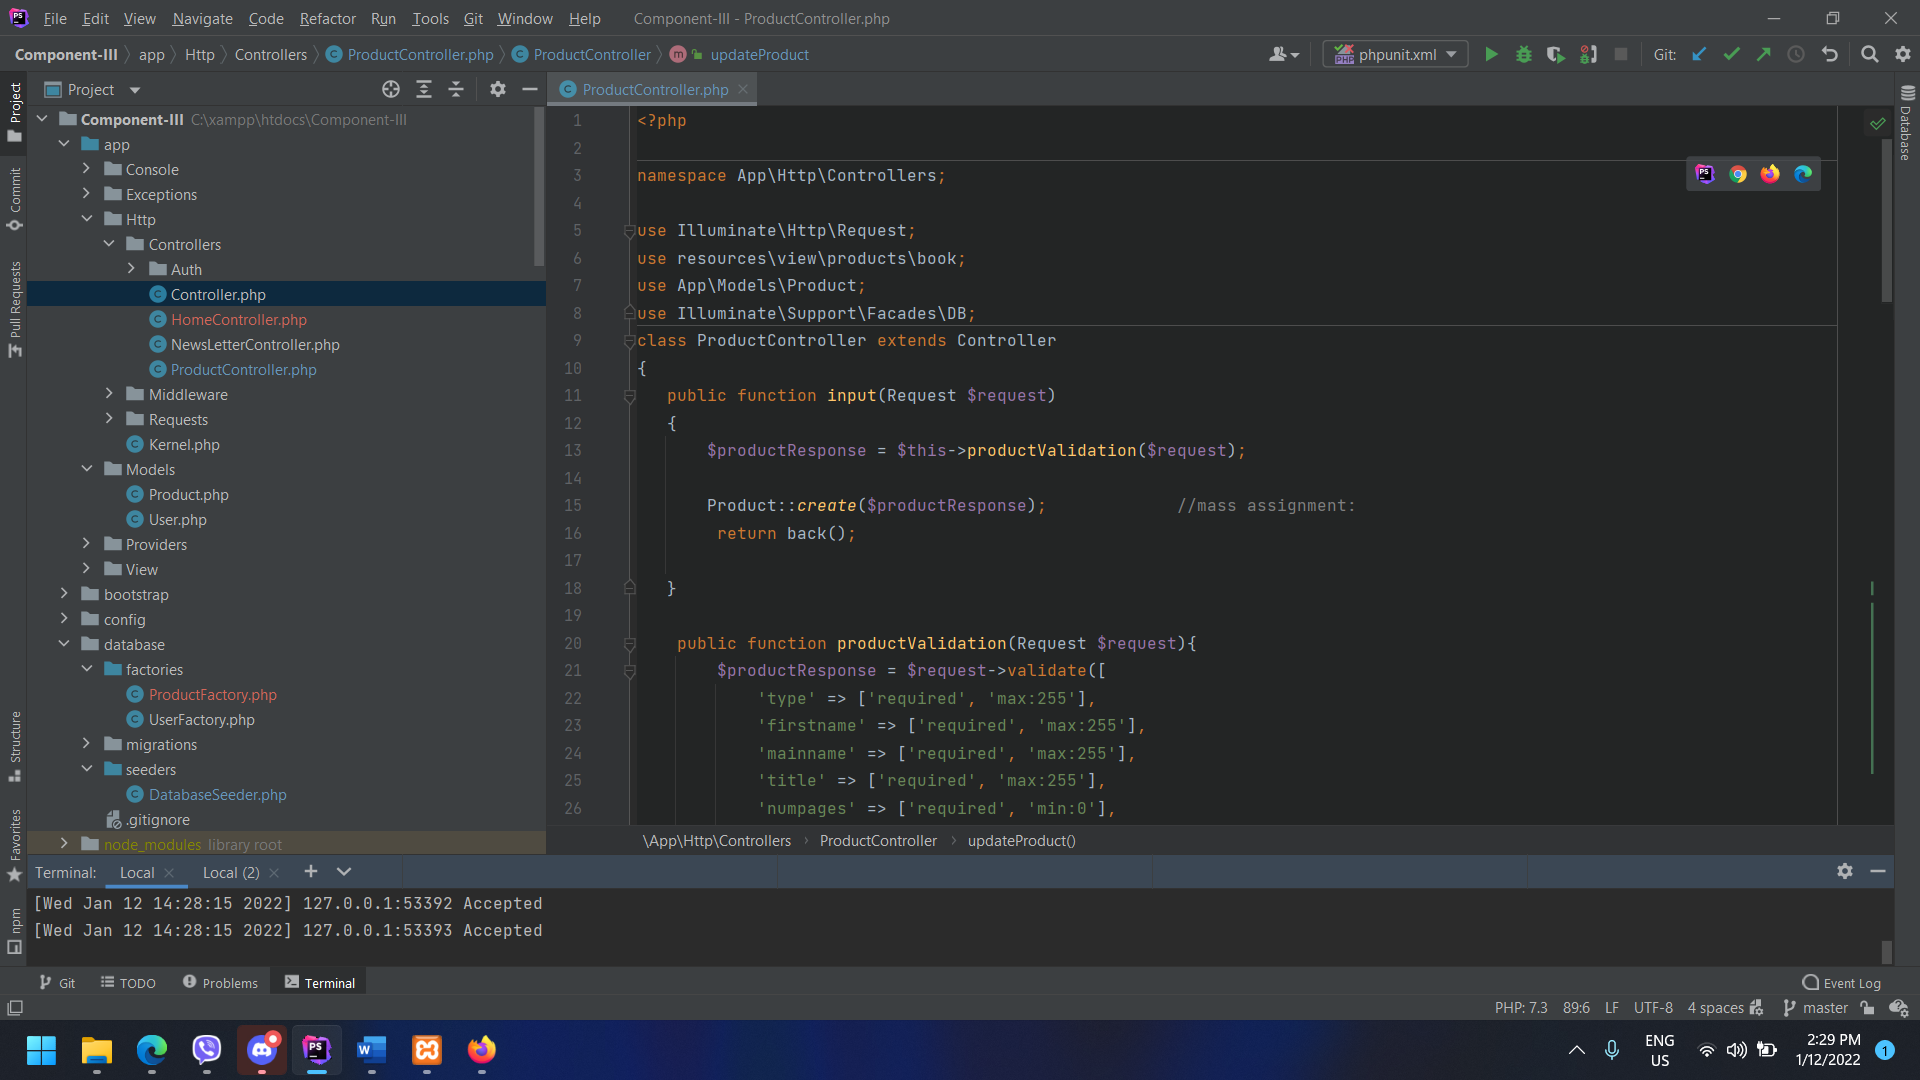 File Edit View Navigate Code Refactor Run Tools Git Window Help Component-III - ProductController.php
Component-III app Http Controllers ProductController.php ProductController m updateProduct phpunit.xml Git:
Project
Commit
Pull Requests
Structure
Favorites
npm
Project
Component-III C:\xampp\htdocs\Component-III
app
Console
Exceptions
Http
Controllers
Auth
Controller.php
HomeController.php
NewsLetterController.php
ProductController.php
Middleware
Requests
Kernel.php
Models
Product.php
User.php
Providers
View
bootstrap
config
database
factories
ProductFactory.php
UserFactory.php
migrations
seeders
DatabaseSeeder.php
.gitignore
node_modules library root
ProductController.php
1 <?php
2
3 namespace App\Http\Controllers;
4
5 use Illuminate\Http\Request;
6 use resources\view\products\book;
7 use App\Models\Product;
8 use Illuminate\Support\Facades\DB;
9 class ProductController extends Controller
10 {
11 public function input(Request $request)
12 {
13 $productResponse = $this->productValidation($request);
14
15 Product::create($productResponse); //mass assignment:
16 return back();
17
18 }
19
20 public function productValidation(Request $request){
21 $productResponse = $request->validate([
22 'type' => ['required', 'max:255'],
23 'firstname' => ['required', 'max:255'],
24 'mainname' => ['required', 'max:255'],
25 'title' => ['required', 'max:255'],
26 'numpages' => ['required', 'min:0'],
Database
\App\Http\Controllers › ProductController › updateProduct()
Terminal: Local Local (2)
[Wed Jan 12 14:28:15 2022] 127.0.0.1:53392 Accepted
[Wed Jan 12 14:28:15 2022] 127.0.0.1:53393 Accepted
Git TODO Problems Terminal Event Log
PHP: 7.3 89:6 LF UTF-8 4 spaces master
ENG
US
2:29 PM
1/12/2022
1